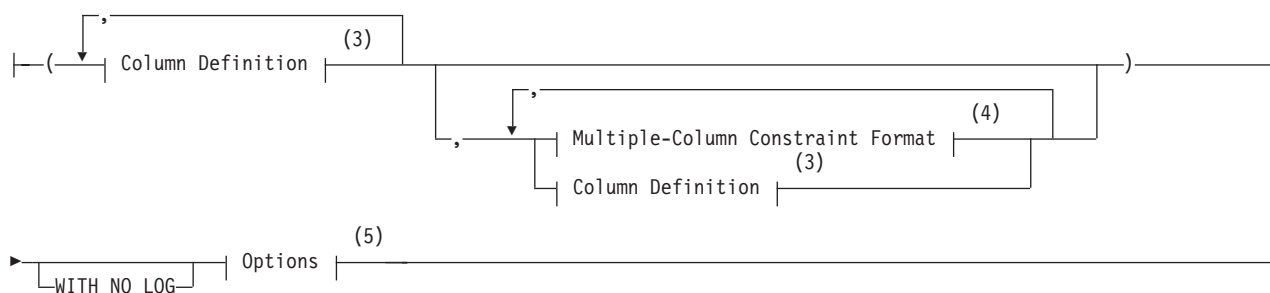 ,
(3)
( Column Definition )
,
(4)
, Multiple-Column Constraint Format
(3)
Column Definition
(5)
Options
WITH NO LOG